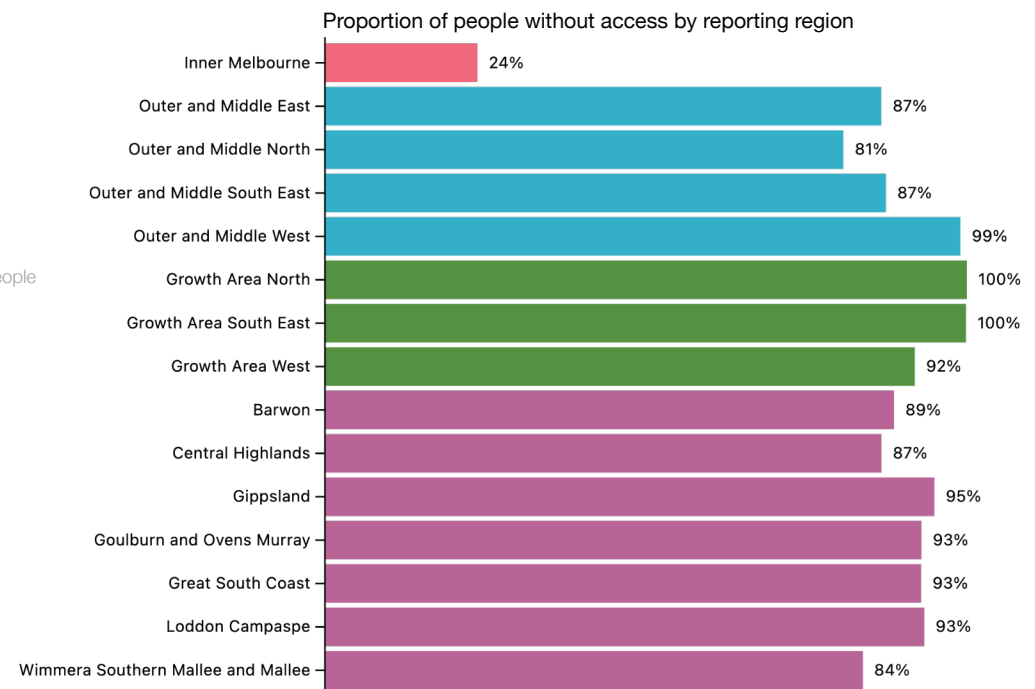 Proportion of people without access by reporting region
Inner Melbourne 24%
Outer and Middle East 87%
Outer and Middle North 81%
Outer and Middle South East 87%
Outer and Middle West 99%
eople
Growth Area North 100%
Growth Area South East 100%
Growth Area West 92%
Barwon 89%
Central Highlands 87%
Gippsland 95%
Goulburn and Ovens Murray 93%
Great South Coast 93%
Loddon Campaspe 93%
Wimmera Southern Mallee and Mallee 84%